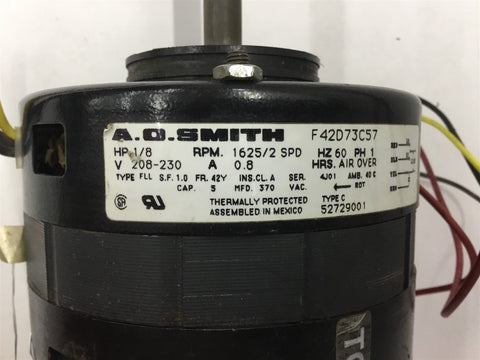 A.O.SMITH F42D73C57
HP 1/8 RPM. 1625/2 SPD HZ 60 PH 1
V 208-230 A 0.8 HRS. AIR OVER
TYPE FLL S.F. 1.0 FR. 42Y INS.CL A SER. 4J01 AMB. 40 C
CAP. 5 MFD. 370 VAC. ← ROT
THERMALLY PROTECTED TYPE C
ASSEMBLED IN MEXICO 52729001
TO